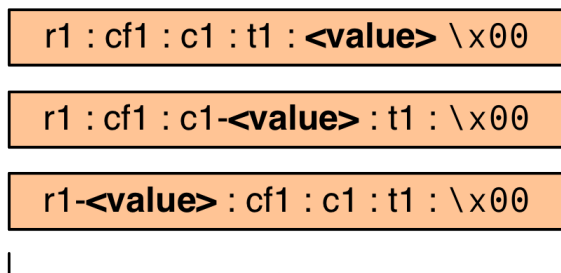 r1 : cf1 : c1 : t1 : <value> \x00
r1 : cf1 : c1-<value> : t1 : \x00
r1-<value> : cf1 : c1 : t1 : \x00